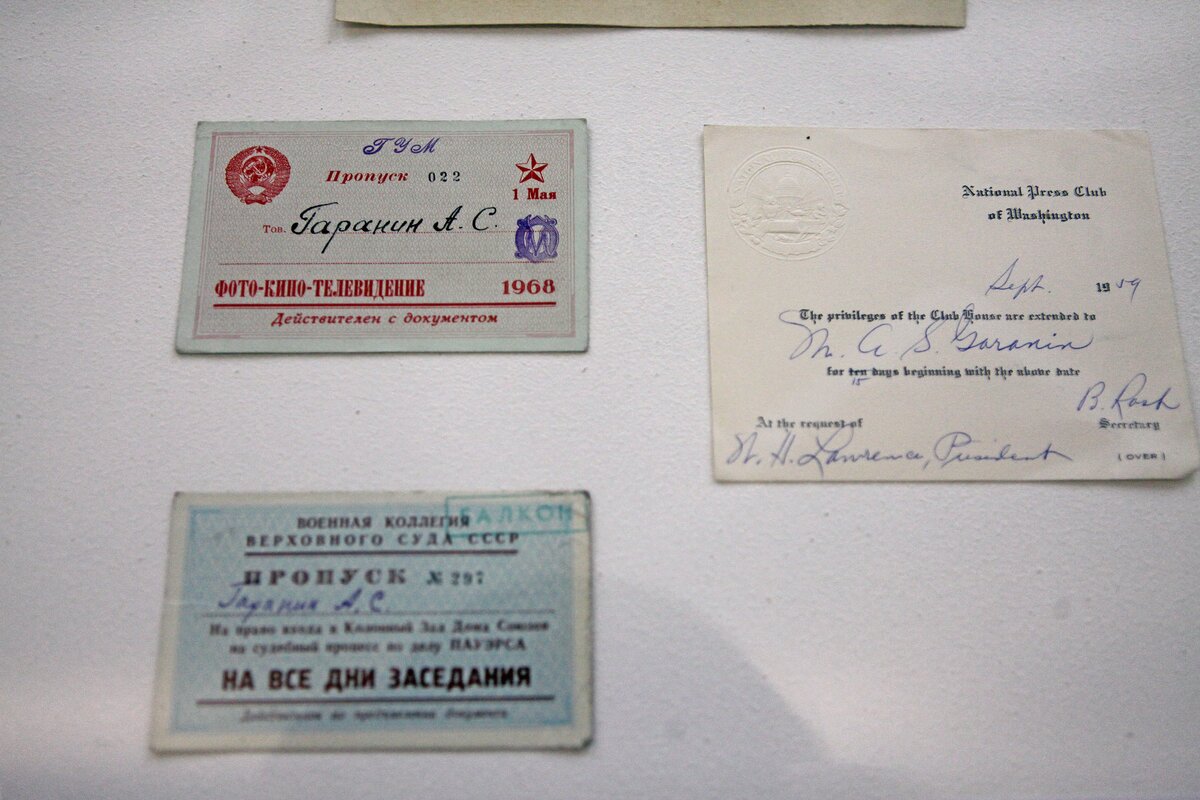 ГУМ
Пропуск 022
1 Мая
Тов. Гаранин А. С.
ФОТО-КИНО-ТЕЛЕВИДЕНИЕ 1968
Действителен с документом
National Press Club
of Washington
Sept. 1959
The privileges of the Club House are extended to
M. A. S. Garanin
for ten days beginning with the above date
15
B. Rash
At the request of
Secretary
W. H. Lawrence, President
(OVER)
БАЛКОН
ВОЕННАЯ КОЛЛЕГИЯ
ВЕРХОВНОГО СУДА СССР
ПРОПУСК № 297
Гаранин А. С.
На право входа в Колонный Зал Дома Союзов
на судебный процесс по делу ПАУЭРСА
НА ВСЕ ДНИ ЗАСЕДАНИЯ
документа